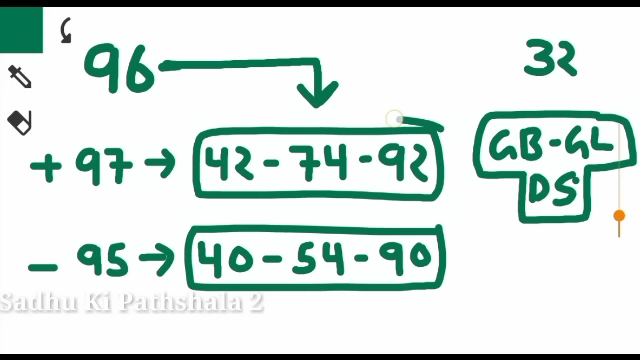 96
32
+ 97 → 42-74-92
GB-GL
DS
- 95 → 40-54-90
Sadhu Ki Pathshala 2